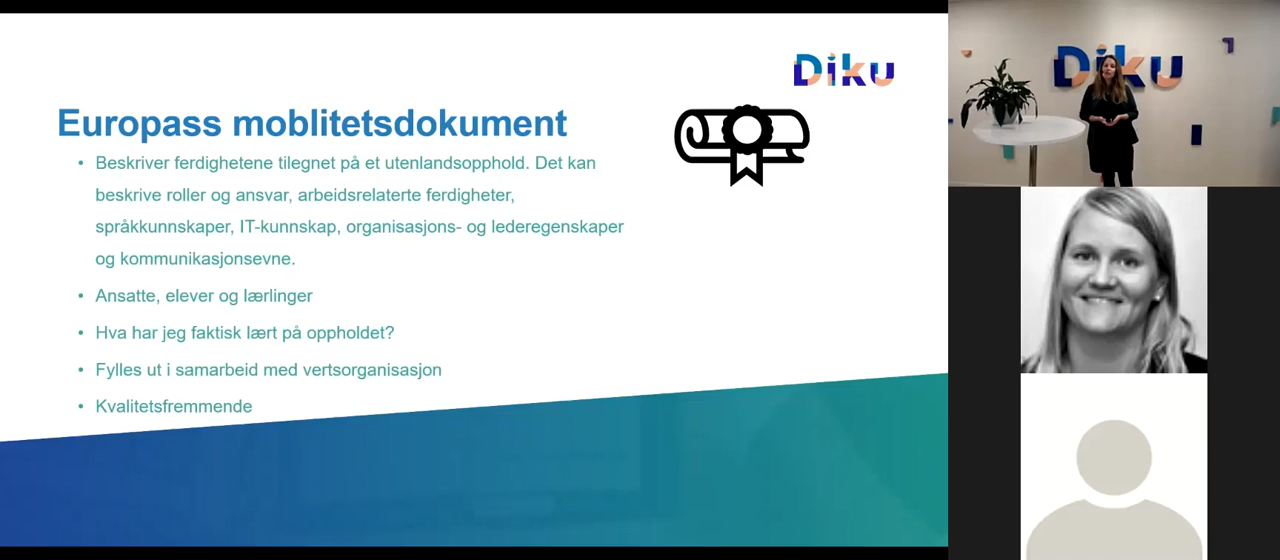 Diku
Europass moblitetsdokument
• Beskriver ferdighetene tilegnet på et utenlandsopphold. Det kan
beskrive roller og ansvar, arbeidsrelaterte ferdigheter,
språkkunnskaper, IT-kunnskap, organisasjons- og lederegenskaper
og kommunikasjonsevne.
• Ansatte, elever og lærlinger
• Hva har jeg faktisk lært på oppholdet?
• Fylles ut i samarbeid med vertsorganisasjon
• Kvalitetsfremmende
Diku